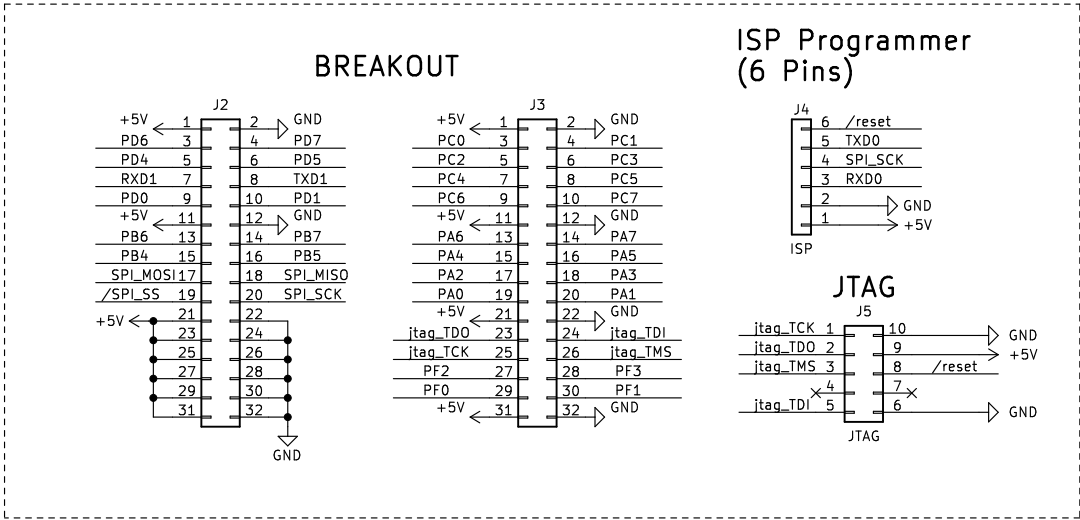 BREAKOUT
J2
+5V 1 2 GND
PD6 3 4 PD7
PD4 5 6 PD5
RXD1 7 8 TXD1
PD0 9 10 PD1
+5V 11 12 GND
PB6 13 14 PB7
PB4 15 16 PB5
SPI_MOSI 17 18 SPI_MISO
/SPI_SS 19 20 SPI_SCK
+5V 21 22
23 24
25 26
27 28
29 30
31 32
GND
J3
+5V 1 2 GND
PC0 3 4 PC1
PC2 5 6 PC3
PC4 7 8 PC5
PC6 9 10 PC7
+5V 11 12 GND
PA6 13 14 PA7
PA4 15 16 PA5
PA2 17 18 PA3
PA0 19 20 PA1
+5V 21 22 GND
jtag_TDO 23 24 jtag_TDI
jtag_TCK 25 26 jtag_TMS
PF2 27 28 PF3
PF0 29 30 PF1
+5V 31 32 GND
ISP Programmer
(6 Pins)
J4
6 /reset
5 TXD0
4 SPI_SCK
3 RXD0
2 GND
1 +5V
ISP
JTAG
J5
jtag_TCK 1 10 GND
jtag_TDO 2 9 +5V
jtag_TMS 3 8 /reset
4 7
jtag_TDI 5 6 GND
JTAG